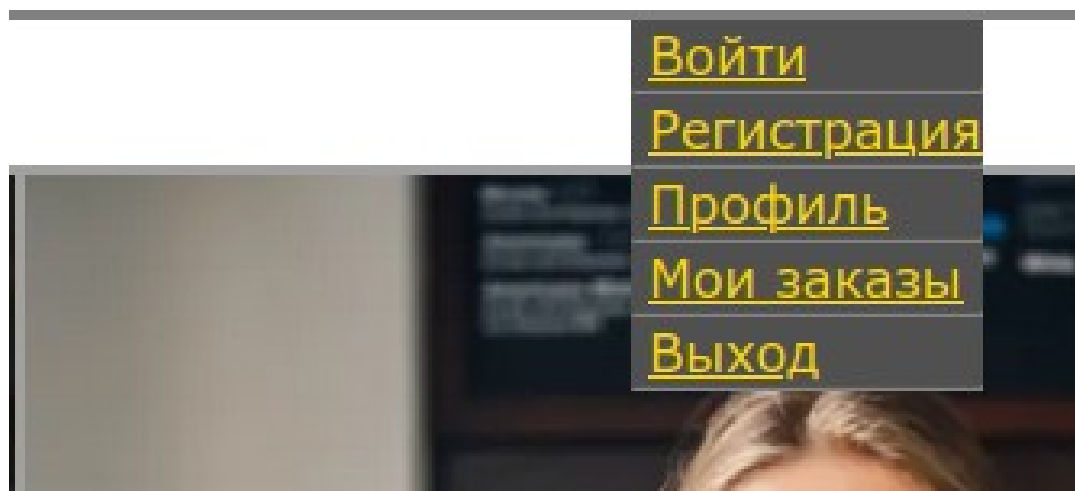 Войти
Регистрация
Профиль
Мои заказы
Выход